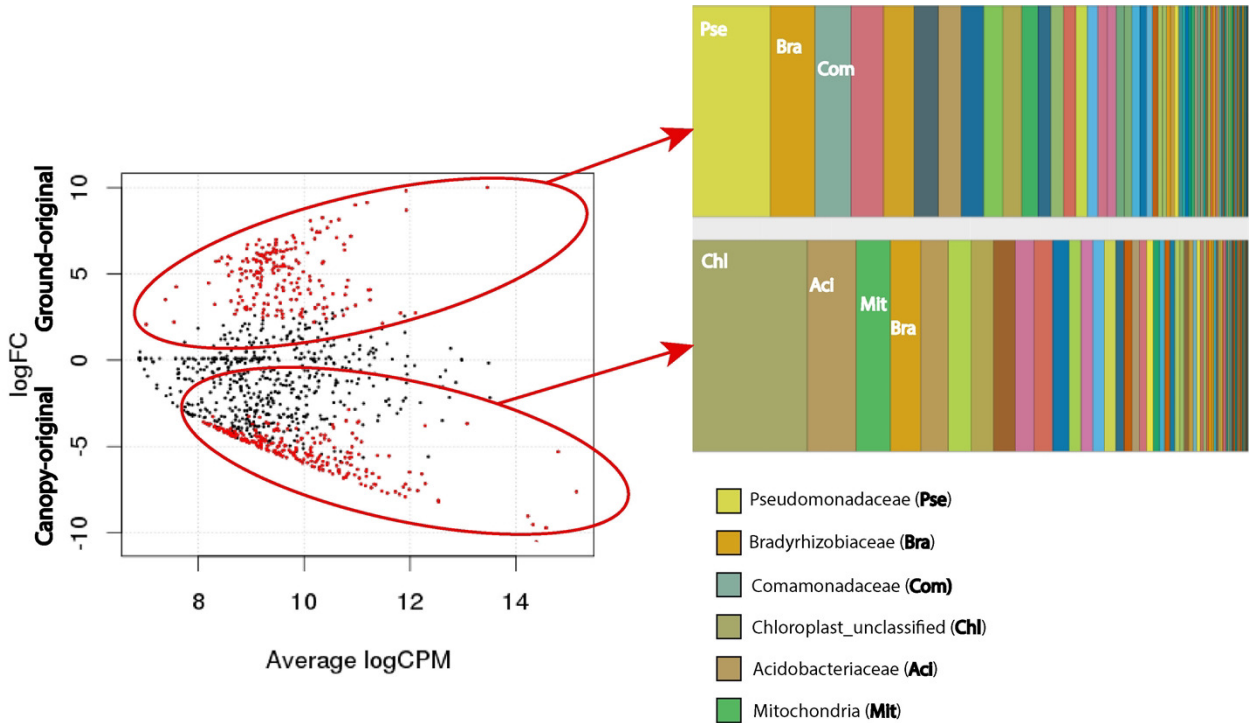 Ground-original
Canopy-original
logFC
10
5
0
-5
-10
8
10
12
14
Average logCPM
Pse
Bra
Com
Chl
Aci
Mit
Bra
Pseudomonadaceae (Pse)
Bradyrhizobiaceae (Bra)
Comamonadaceae (Com)
Chloroplast_unclassified (Chl)
Acidobacteriaceae (Aci)
Mitochondria (Mit)